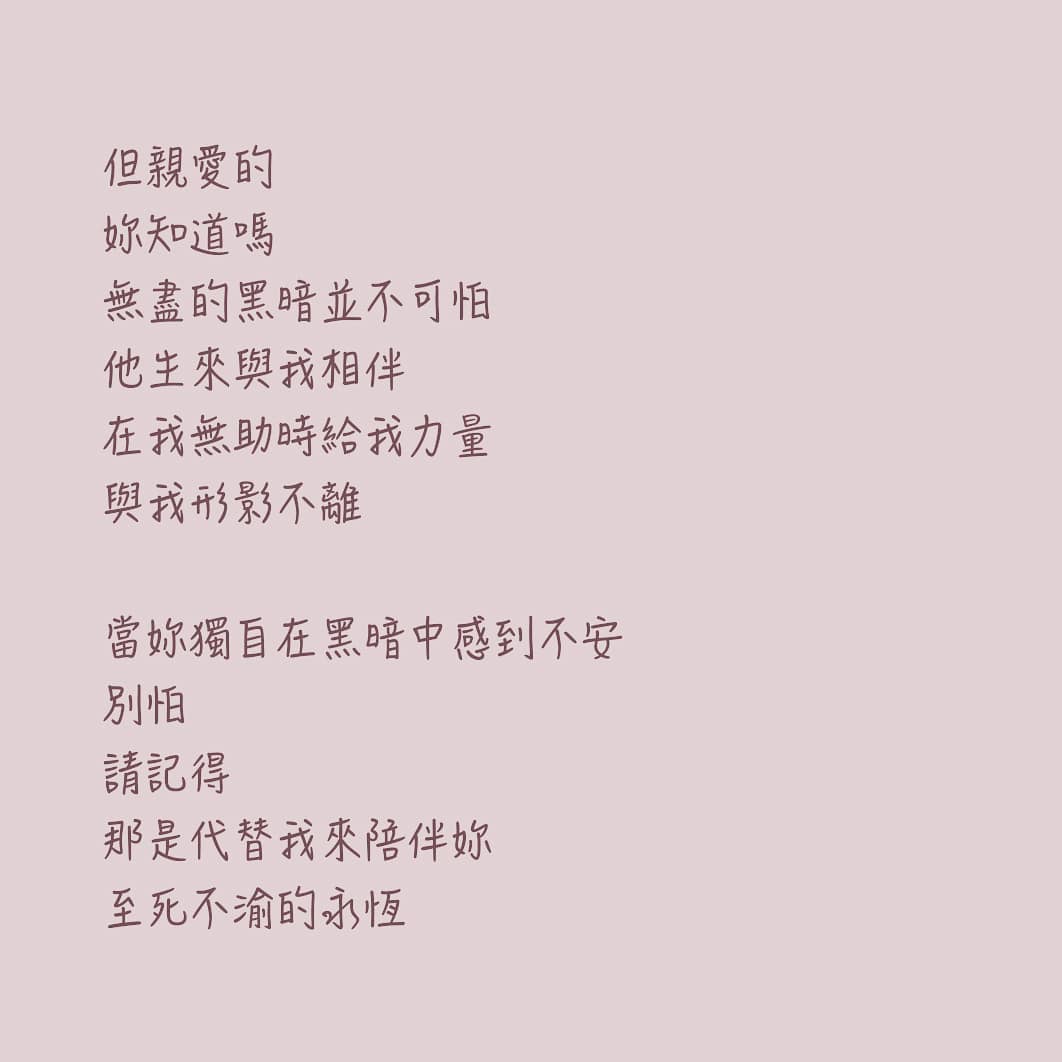 但親愛的
妳知道嗎
無盡的黑暗並不可怕
他生來與我相伴
在我無助時給我力量
與我形影不離
當妳獨自在黑暗中感到不安
別怕
請記得
那是代替我來陪伴妳
至死不渝的永恆